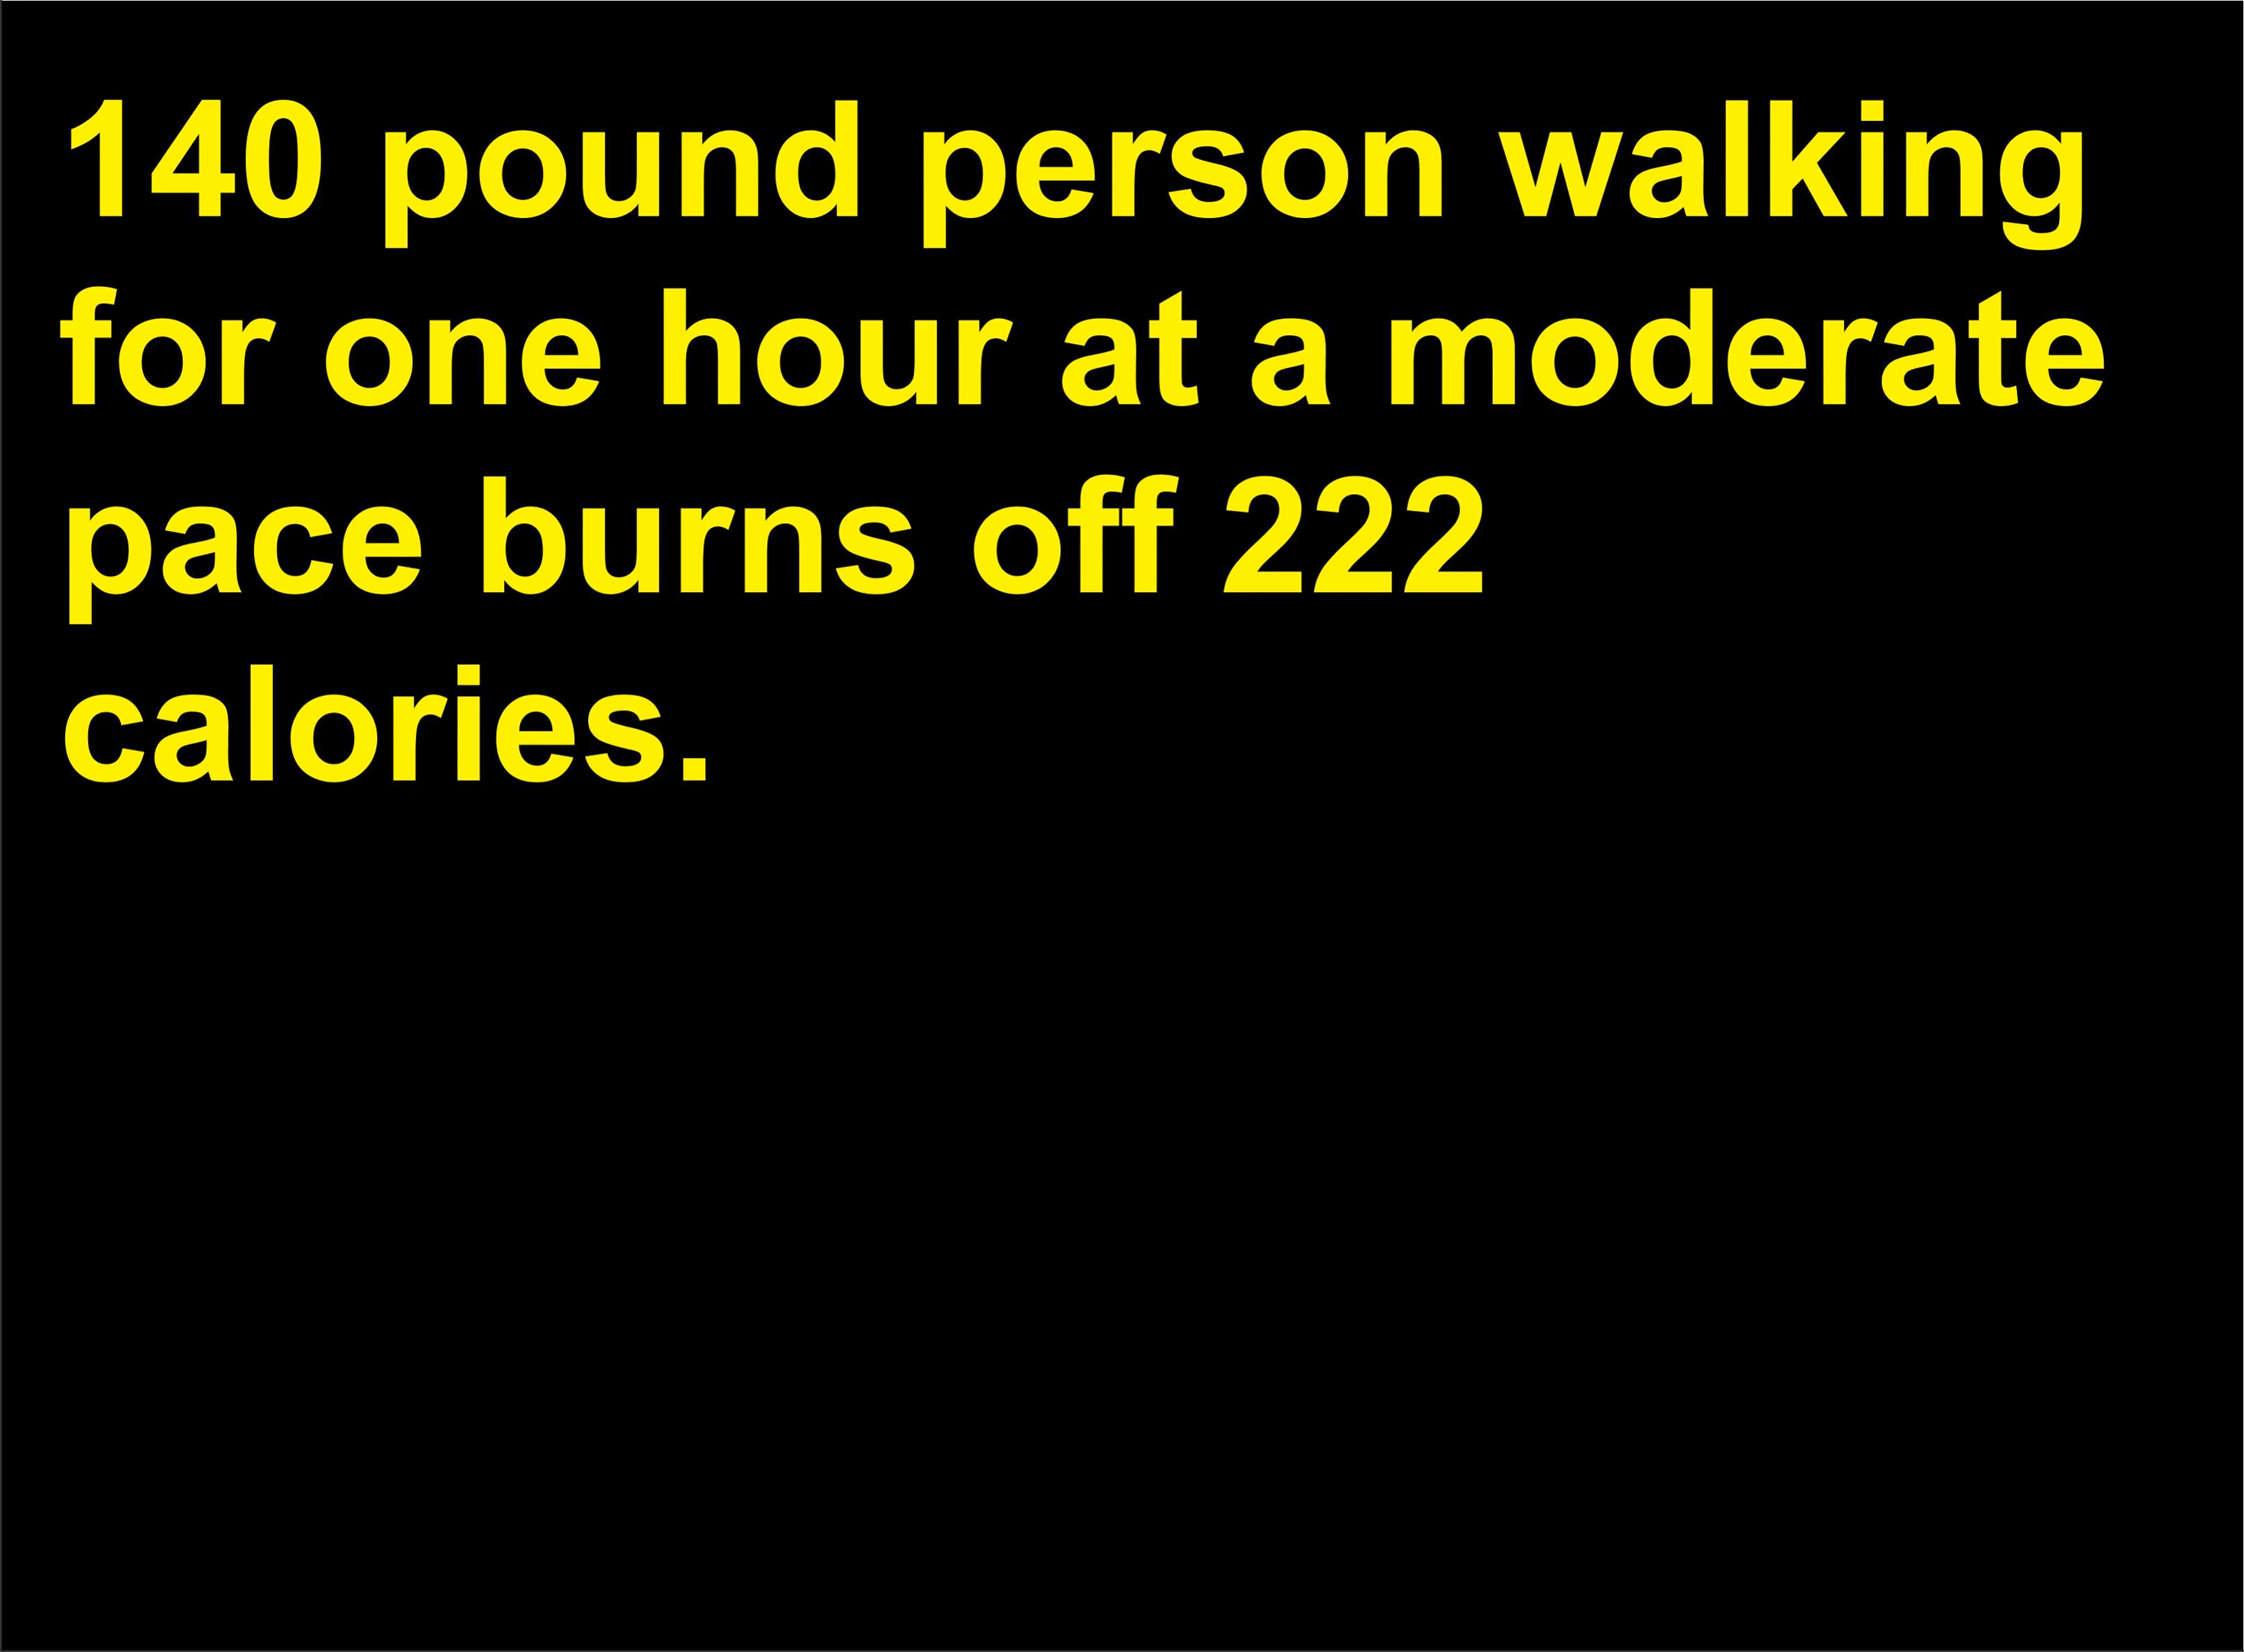 140 pound person walking
for one hour at a moderate
pace burns off 222
calories.